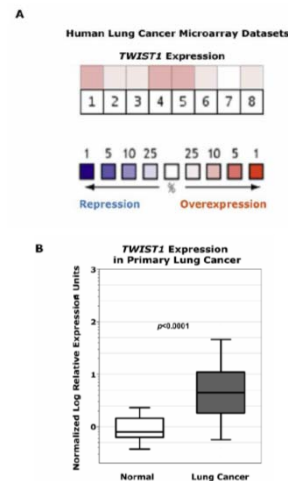 A
Human Lung Cancer Microarray Datasets
TWIST1 Expression
1 2 3 4 5 6 7 8
1 5 10 25 25 10 5 1
%
Repression Overexpression
B
TWIST1 Expression
in Primary Lung Cancer
Normalized Log Relative Expression Units
3
2
p<0.0001
1
0
Normal Lung Cancer